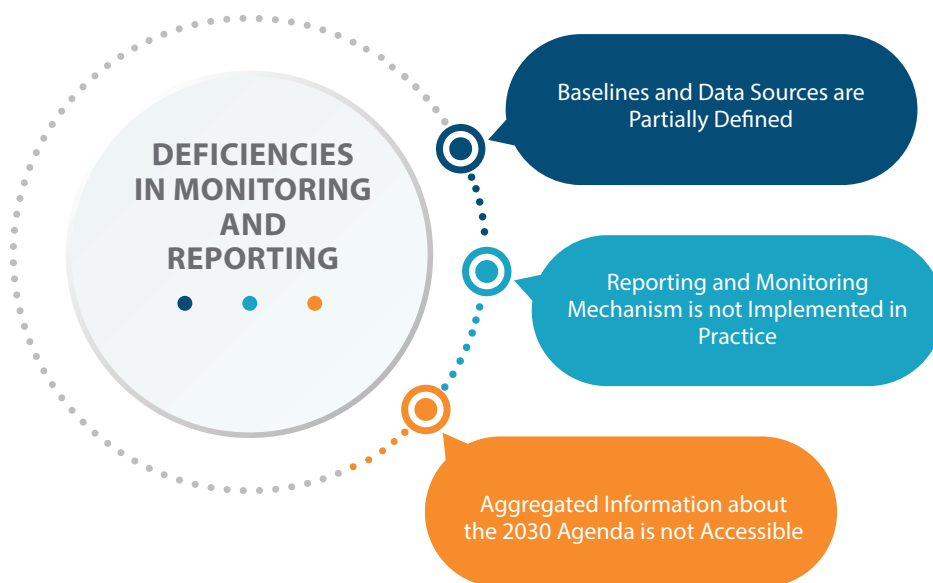 DEFICIENCIES
IN MONITORING
AND
REPORTING
Baselines and Data Sources are
Partially Defined
Reporting and Monitoring
Mechanism is not Implemented in
Practice
Aggregated Information about
the 2030 Agenda is not Accessible